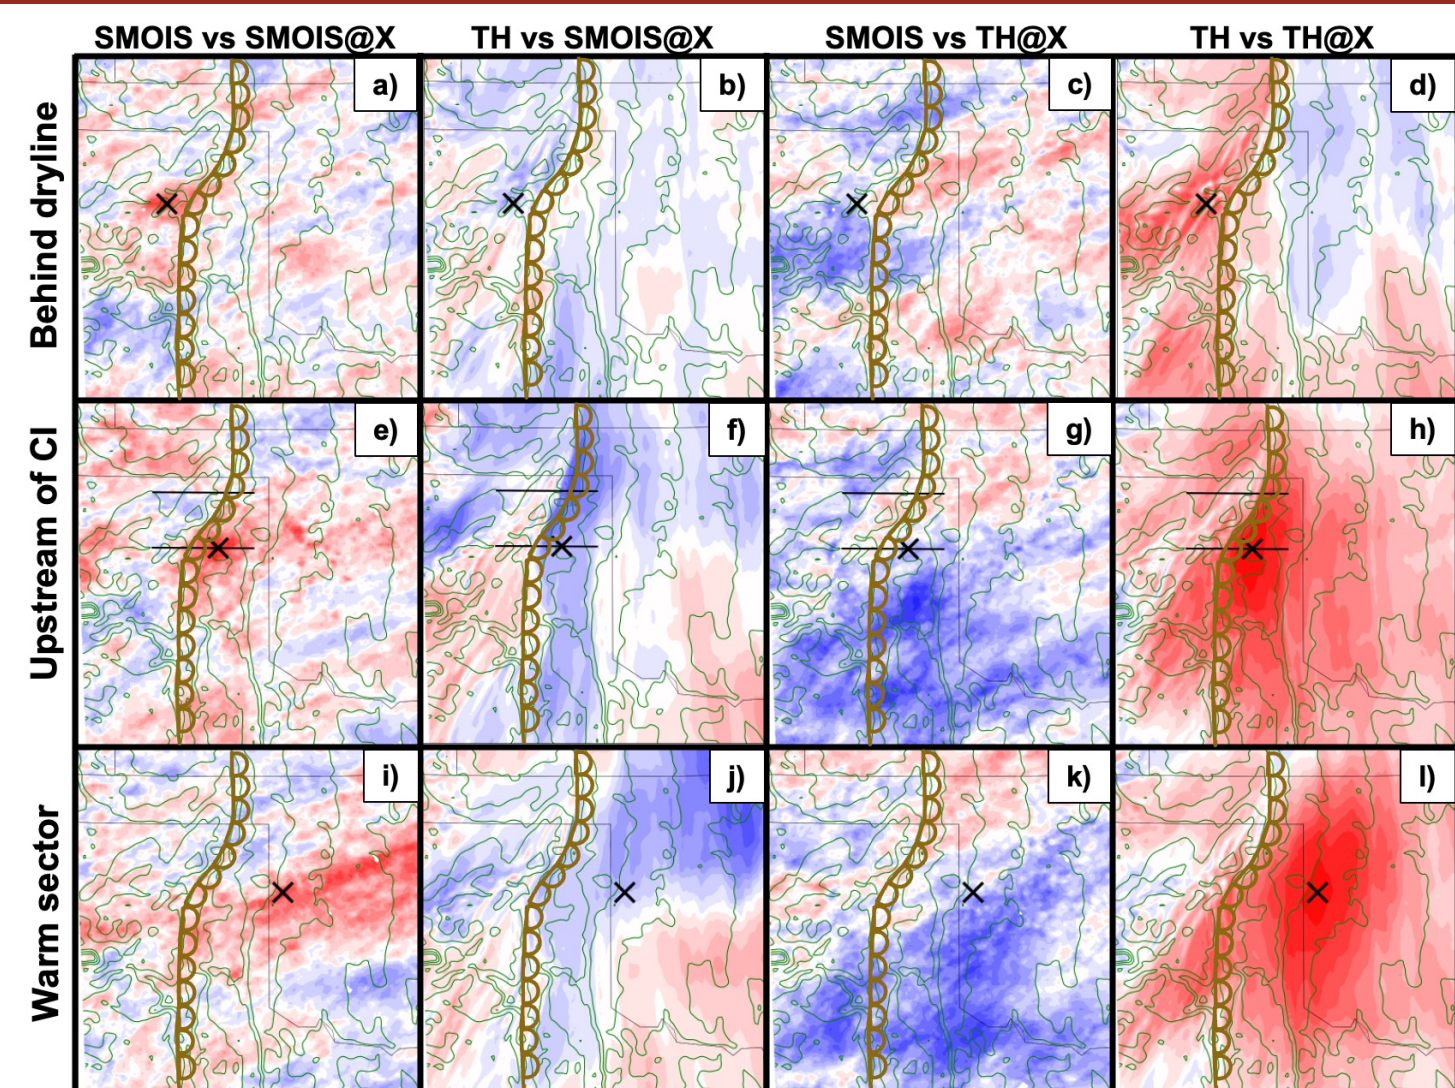 SMOIS vs SMOIS@X TH vs SMOIS@X SMOIS vs TH@X TH vs TH@X
Behind dryline
a) b) c) d)
Upstream of CI
e) f) g) h)
Warm sector
i) j) k) l)